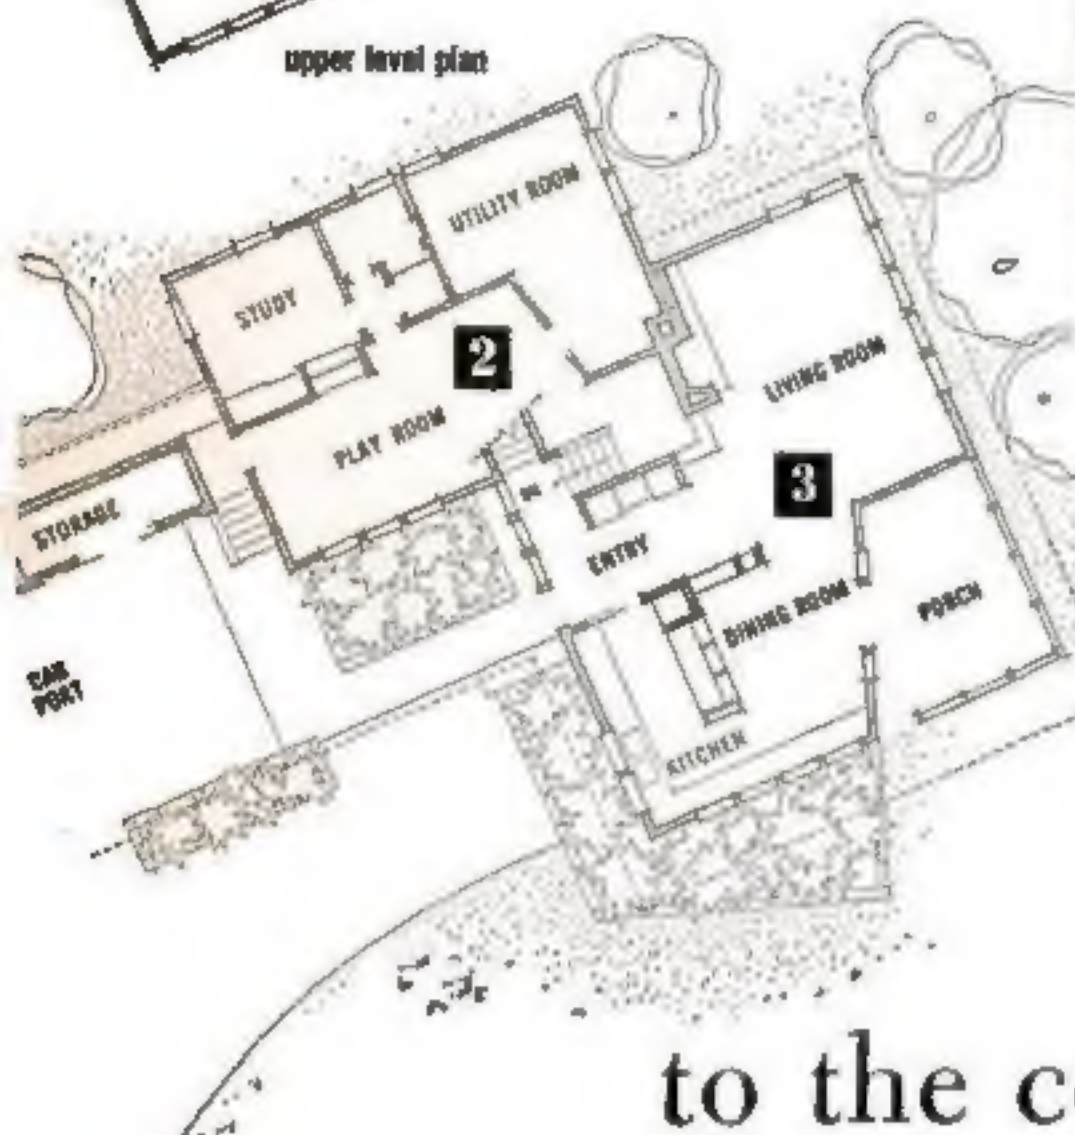 upper level plan
UTILITY ROOM
STUDY
2
LIVING ROOM
PLAY ROOM
3
STORAGE
ENTRY
DINING ROOM
PORCH
CAR
PORT
KITCHEN
to the